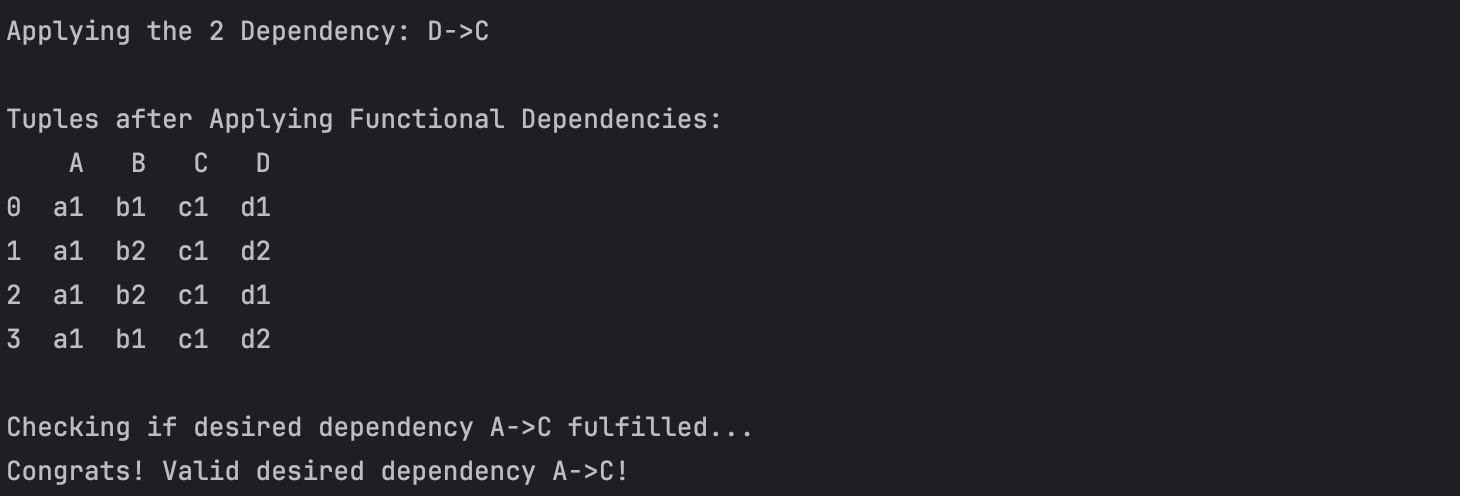 Applying the 2 Dependency: D->C
Tuples after Applying Functional Dependencies:
    A   B   C   D
0  a1  b1  c1  d1
1  a1  b2  c1  d2
2  a1  b2  c1  d1
3  a1  b1  c1  d2
Checking if desired dependency A->C fulfilled...
Congrats! Valid desired dependency A->C!